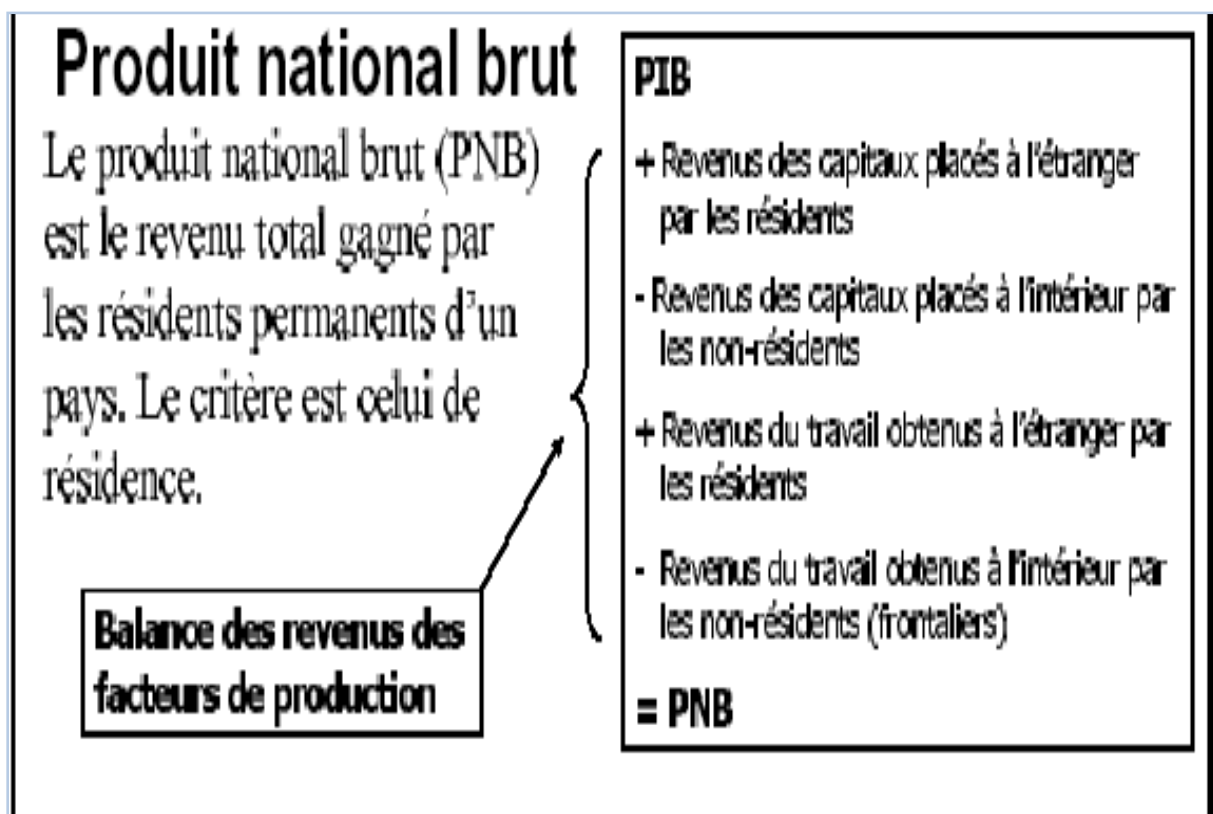 Produit national brut
Le produit national brut (PNB)
est le revenu total gagné par
les résidents permanents d'un
pays. Le critère est celui de
résidence.
Balance des revenus des
facteurs de production
PIB
+ Revenus des capitaux placés à l'étranger
par les résidents
- Revenus des capitaux placés à l'intérieur par
les non-résidents
+ Revenus du travail obtenus à l'étranger par
les résidents
- Revenus du travail obtenus à l'intérieur par
les non-résidents (frontaliers)
= PNB